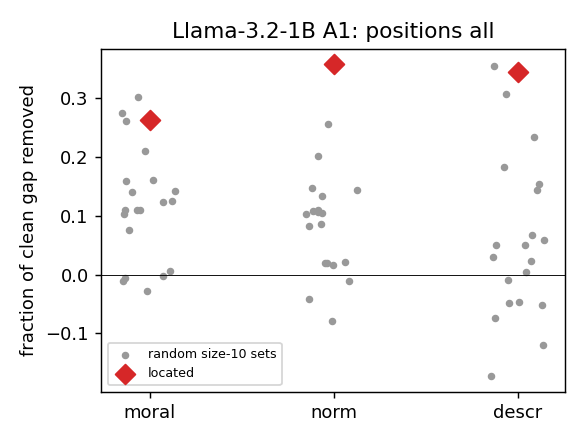 Llama-3.2-1B A1: positions all
fraction of clean gap removed
0.3
0.2
0.1
0.0
−0.1
random size-10 sets
located
moral norm descr